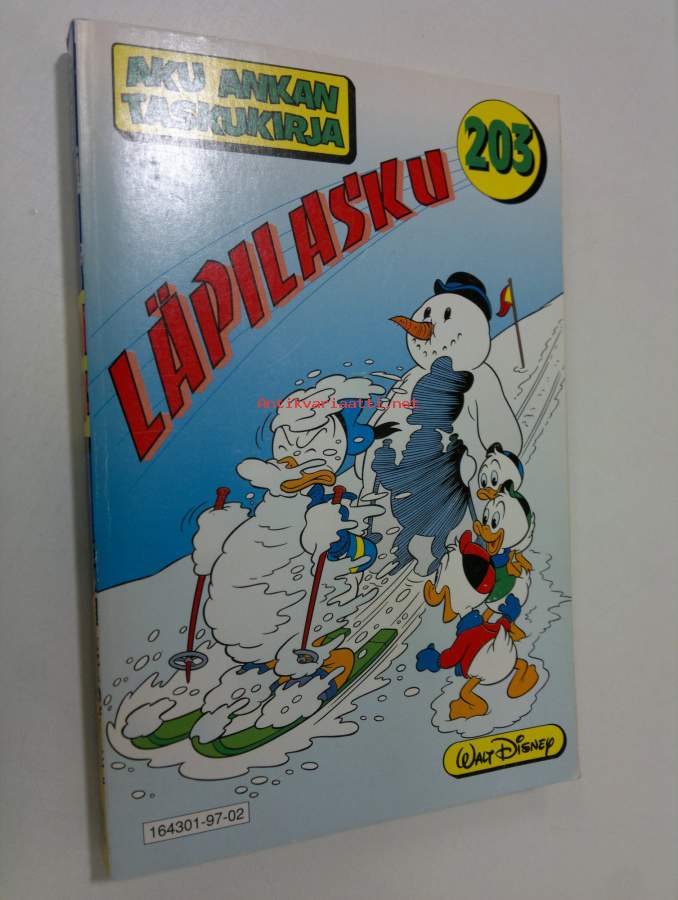 AKU ANKAN
TASKUKIRJA
203
LÄPILASKU
Antikvariaatti.net
WALT DISNEY
164301-97-02